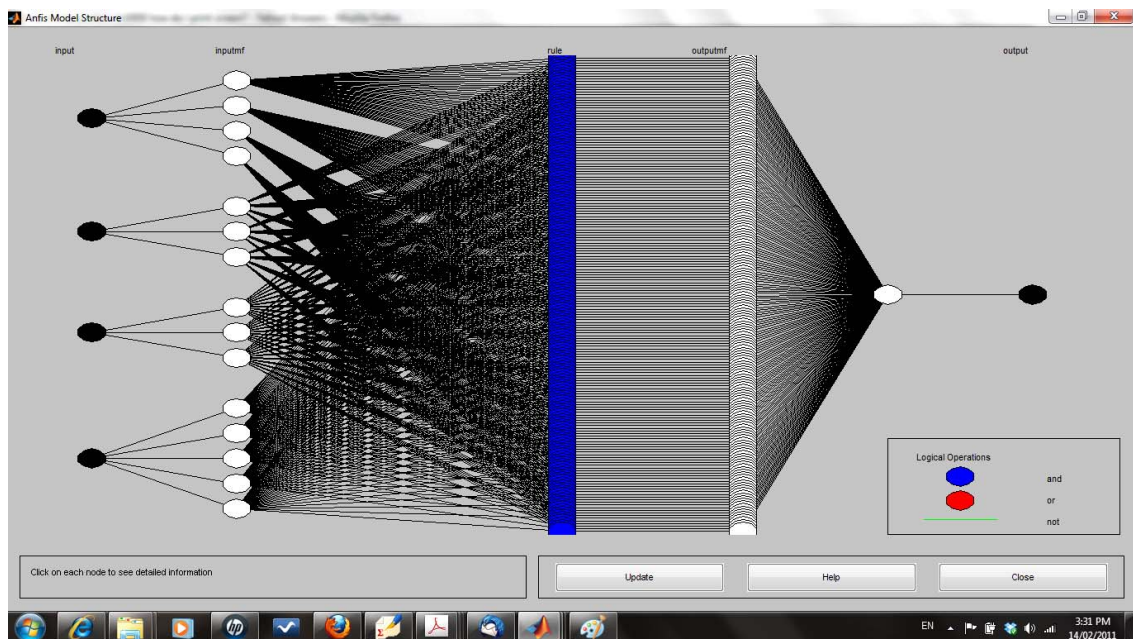 Anfis Model Structure
input inputmf rule outputmf output
Logical Operations
and
or
not
Click on each node to see detailed information
Update Help Close
hp
EN 3:31 PM
14/02/2011